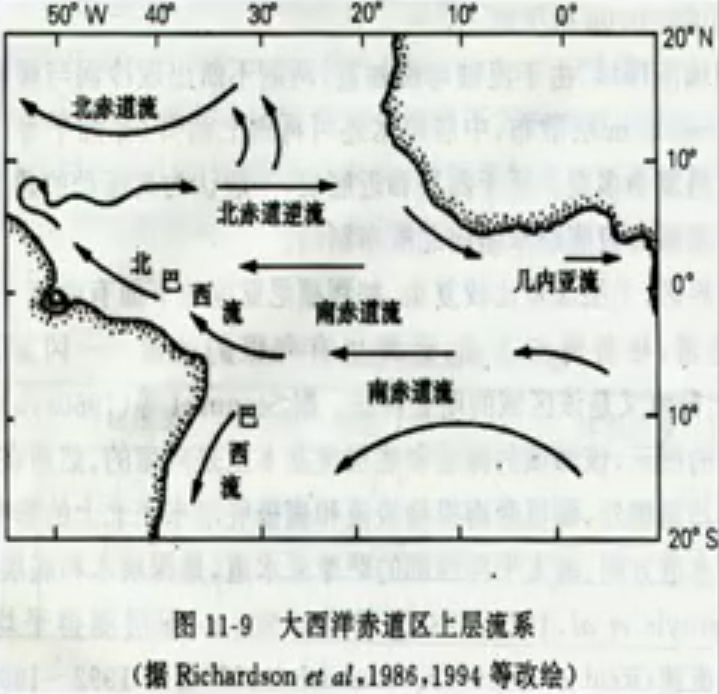 50° W 40° 30° 20° 10° 0°
20° N
北赤道流
10°
北赤道逆流
北巴西流
几内亚流
0°
南赤道流
南赤道流
10°
巴西流
20° S
图 11-9 大西洋赤道区上层流系
(据 Richardson et al,1986,1994 等改绘)